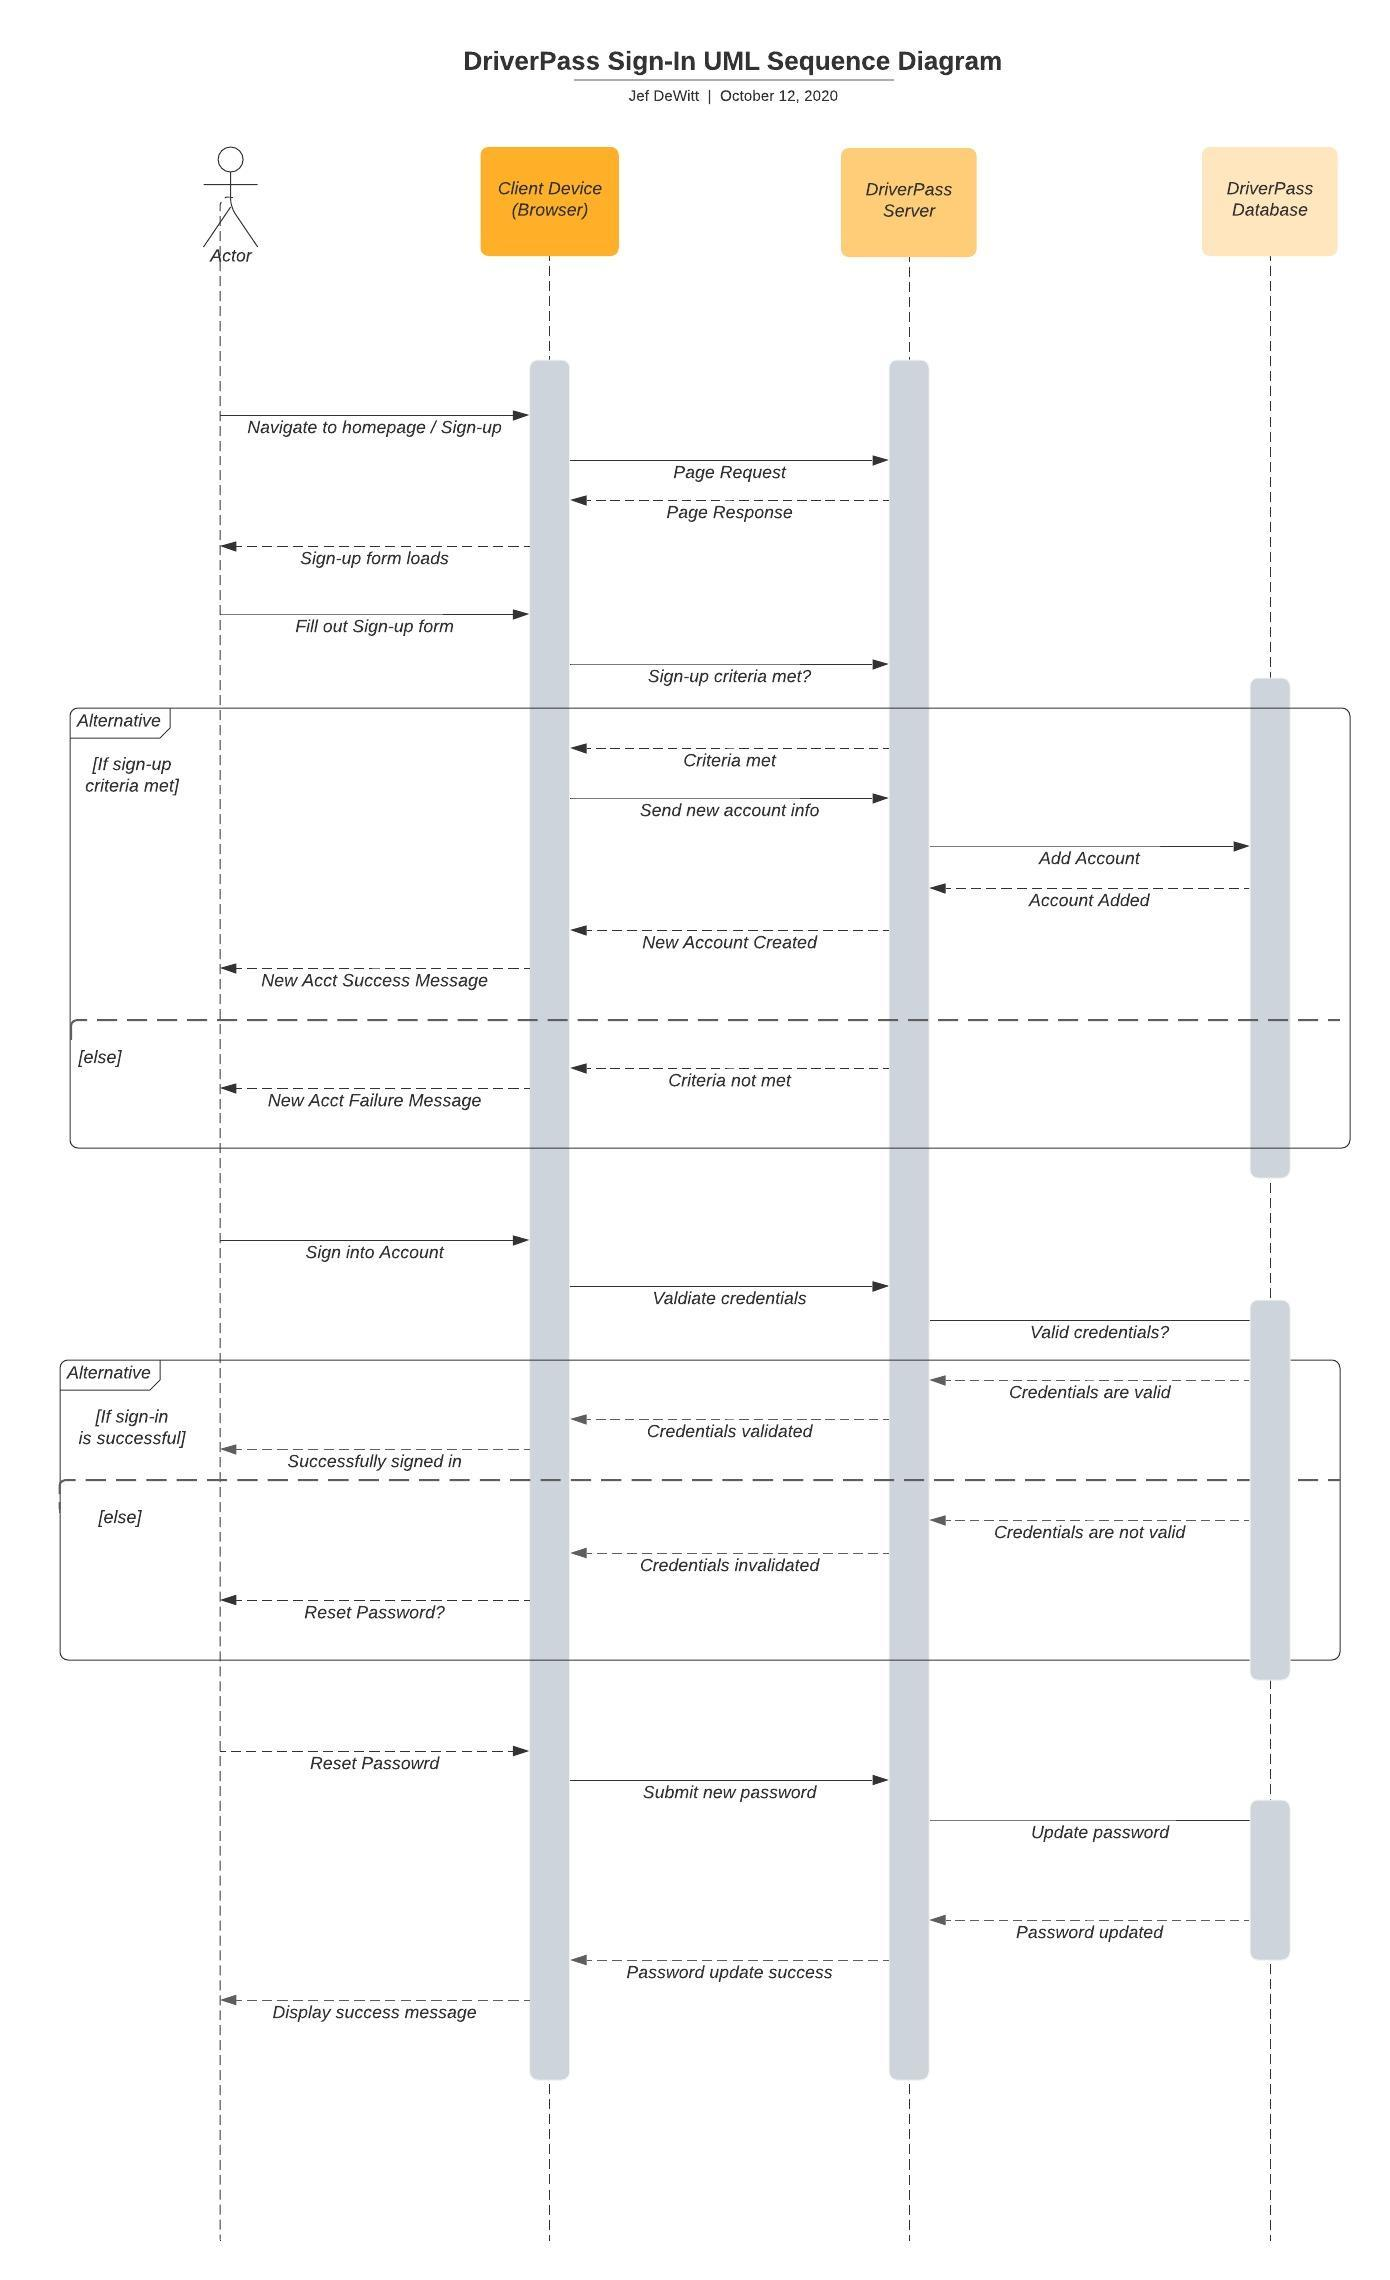 DriverPass Sign-In UML Sequence Diagram
Jef DeWitt | October 12, 2020
Actor
Client Device
(Browser)
DriverPass
Server
DriverPass
Database
Navigate to homepage / Sign-up
Page Request
Page Response
Sign-up form loads
Fill out Sign-up form
Sign-up criteria met?
Alternative
[If sign-up
criteria met]
Criteria met
Send new account info
Add Account
Account Added
New Account Created
New Acct Success Message
[else]
Criteria not met
New Acct Failure Message
Sign into Account
Valdiate credentials
Valid credentials?
Alternative
[If sign-in
is successful]
Credentials are valid
Credentials validated
Successfully signed in
[else]
Credentials are not valid
Credentials invalidated
Reset Password?
Reset Passowrd
Submit new password
Update password
Password updated
Password update success
Display success message